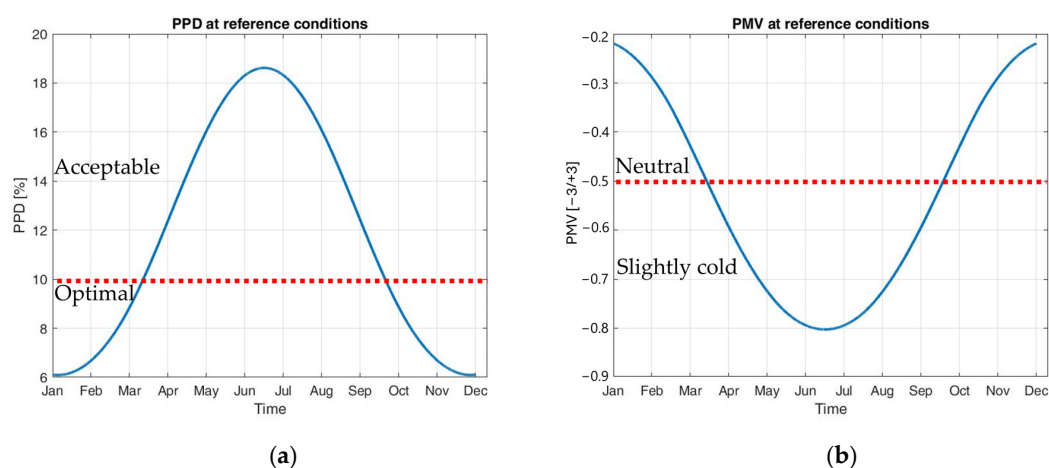 PPD at reference conditions
20
18
16
14
12
10
8
6
PPD [%]
Acceptable
Optimal
Jan Feb Mar Apr May Jun Jul Aug Sep Oct Nov Dec
Time
(a)
PMV at reference conditions
−0.2
−0.3
−0.4
−0.5
−0.6
−0.7
−0.8
−0.9
PMV [−3/+3]
Neutral
Slightly cold
Jan Feb Mar Apr May Jun Jul Aug Sep Oct Nov Dec
Time
(b)